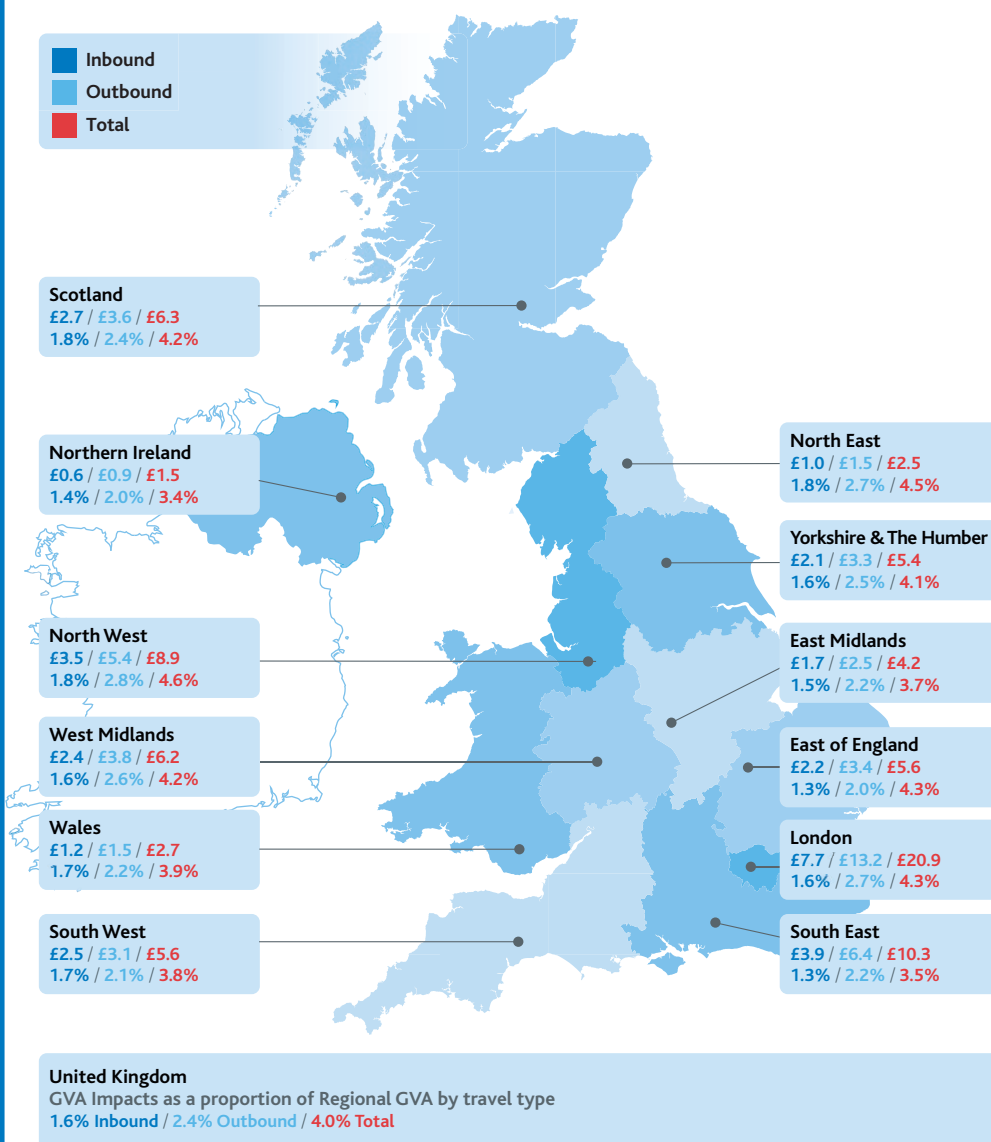 Inbound
Outbound
Total
Scotland
£2.7 / £3.6 / £6.3
1.8% / 2.4% / 4.2%
Northern Ireland
£0.6 / £0.9 / £1.5
1.4% / 2.0% / 3.4%
North West
£3.5 / £5.4 / £8.9
1.8% / 2.8% / 4.6%
West Midlands
£2.4 / £3.8 / £6.2
1.6% / 2.6% / 4.2%
Wales
£1.2 / £1.5 / £2.7
1.7% / 2.2% / 3.9%
South West
£2.5 / £3.1 / £5.6
1.7% / 2.1% / 3.8%
North East
£1.0 / £1.5 / £2.5
1.8% / 2.7% / 4.5%
Yorkshire & The Humber
£2.1 / £3.3 / £5.4
1.6% / 2.5% / 4.1%
East Midlands
£1.7 / £2.5 / £4.2
1.5% / 2.2% / 3.7%
East of England
£2.2 / £3.4 / £5.6
1.3% / 2.0% / 4.3%
London
£7.7 / £13.2 / £20.9
1.6% / 2.7% / 4.3%
South East
£3.9 / £6.4 / £10.3
1.3% / 2.2% / 3.5%
United Kingdom
GVA Impacts as a proportion of Regional GVA by travel type
1.6% Inbound / 2.4% Outbound / 4.0% Total